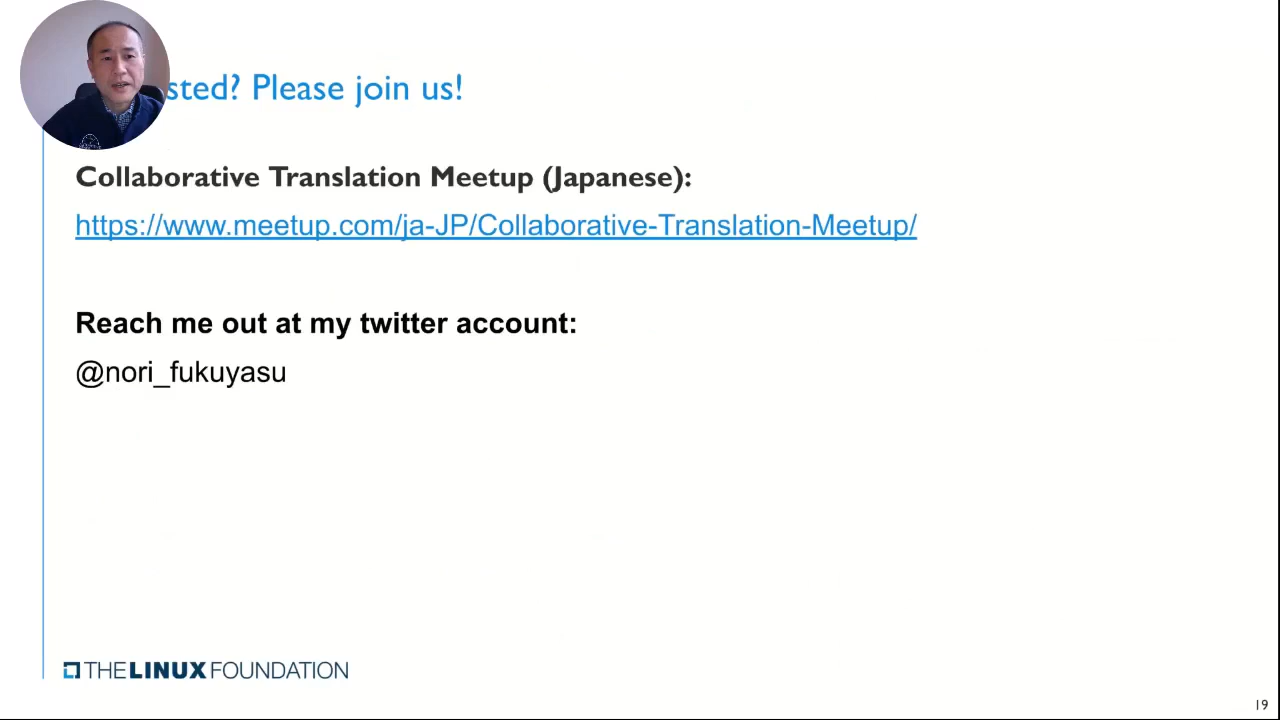 sted? Please join us!
Collaborative Translation Meetup (Japanese):
https://www.meetup.com/ja-JP/Collaborative-Translation-Meetup/
Reach me out at my twitter account:
@nori_fukuyasu
THE LINUX FOUNDATION
19